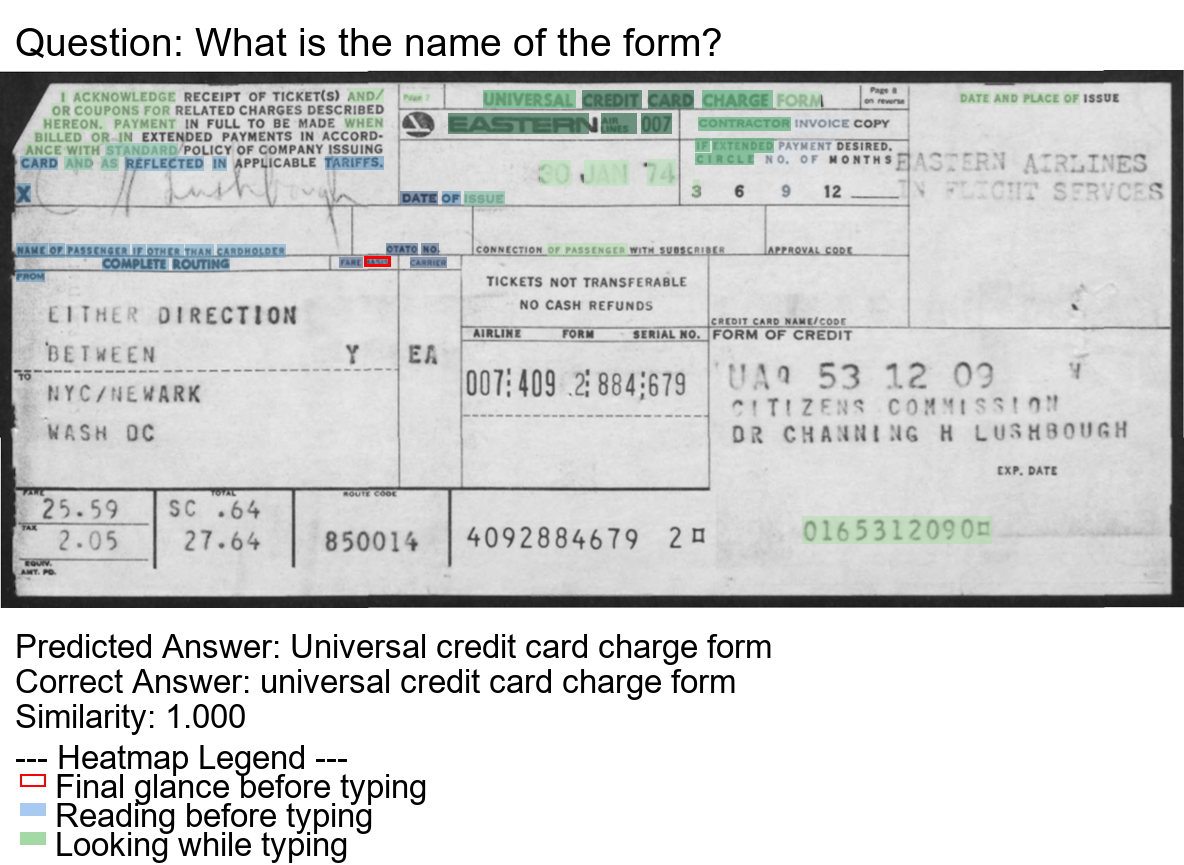 Question: What is the name of the form?
I ACKNOWLEDGE RECEIPT OF TICKET(S) AND/
OR COUPONS FOR RELATED CHARGES DESCRIBED
HEREON. PAYMENT IN FULL TO BE MADE WHEN
BILLED OR IN EXTENDED PAYMENTS IN ACCORD-
ANCE WITH STANDARD POLICY OF COMPANY ISSUING
CARD AND AS REFLECTED IN APPLICABLE TARIFFS.
X
UNIVERSAL CREDIT CARD CHARGE FORM
Page 8
on reverse
EASTERN AIR LINES 007
CONTRACTOR INVOICE COPY
IF EXTENDED PAYMENT DESIRED,
CIRCLE NO. OF MONTHS
3 6 9 12
30 JAN 74
DATE OF ISSUE
DATE AND PLACE OF ISSUE
EASTERN AIRLINES
IN FLIGHT SERVCES
NAME OF PASSENGER IF OTHER THAN CARDHOLDER
OTATO NO.
CONNECTION OF PASSENGER WITH SUBSCRIBER
APPROVAL CODE
COMPLETE ROUTING
FARE
CARRIER
FROM
EITHER DIRECTION
BETWEEN Y EA
TO
NYC/NEWARK
WASH DC
TICKETS NOT TRANSFERABLE
NO CASH REFUNDS
AIRLINE FORM SERIAL NO.
007 409 2 884 679
CREDIT CARD NAME/CODE
FORM OF CREDIT
UA9 53 12 09 V
CITIZENS COMMISSION
DR CHANNING H LUSHBOUGH
EXP. DATE
FARE
25.59
TAX
2.05
EQUIV.
AMT. PD.
TOTAL
SC .64
27.64
ROUTE CODE
850014
4092884679 2¤
0165312090¤
Predicted Answer: Universal credit card charge form
Correct Answer: universal credit card charge form
Similarity: 1.000
--- Heatmap Legend ---
Final glance before typing
Reading before typing
Looking while typing